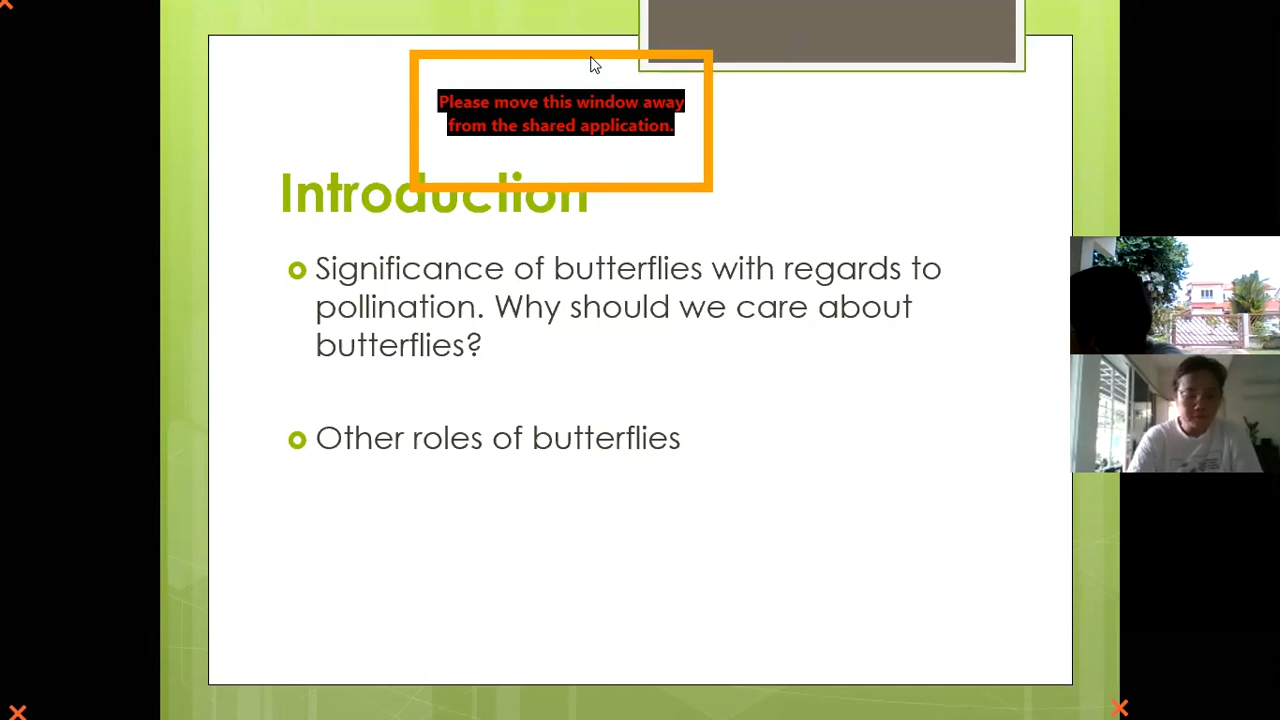 Please move this window away
from the shared application.
Introduction
Significance of butterflies with regards to
pollination. Why should we care about
butterflies?
Other roles of butterflies